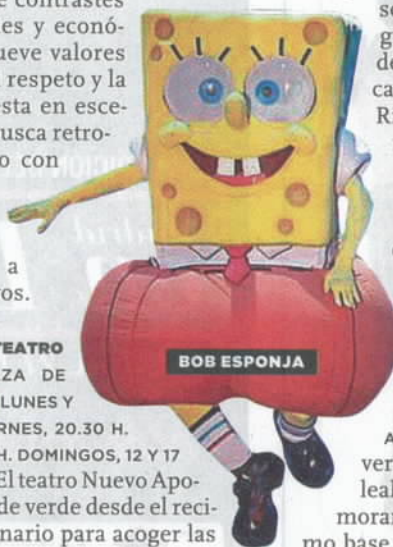 e contrastes
es y econó-
ueve valores
respeto y la
esta en esce-
usca retro-
o con
a
os.
TEATRO
ZA DE
LUNES Y
RNES, 20.30 H.
H. DOMINGOS, 12 Y 17
El teatro Nuevo Apo-
de verde desde el reci-
nario para acoger las
BOB ESPONJA
se
g
de
ca
Ri
A
ver
leal
morar
mo base